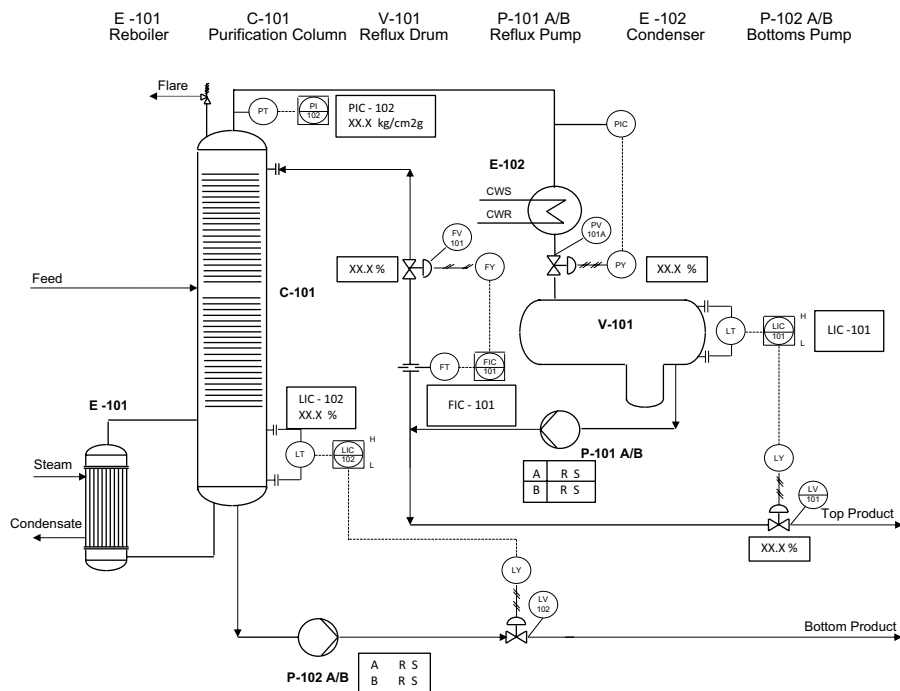 E -101
Reboiler
C-101
Purification Column
V-101
Reflux Drum
P-101 A/B
Reflux Pump
E -102
Condenser
P-102 A/B
Bottoms Pump
Flare
PT
PI
102
PIC - 102
XX.X kg/cm2g
PIC
E-102
CWS
CWR
FV
101
PV
101A
XX.X %
FY
PY
XX.X %
Feed
C-101
V-101
LT
LIC
101
H
L
LIC -101
FT
FIC
101
FIC - 101
E -101
LIC - 102
XX.X %
LT
LIC
102
H
L
P-101 A/B
A R S
B R S
LY
Steam
Condensate
LV
101
Top Product
XX.X %
LY
LV
102
Bottom Product
P-102 A/B
A R S
B R S